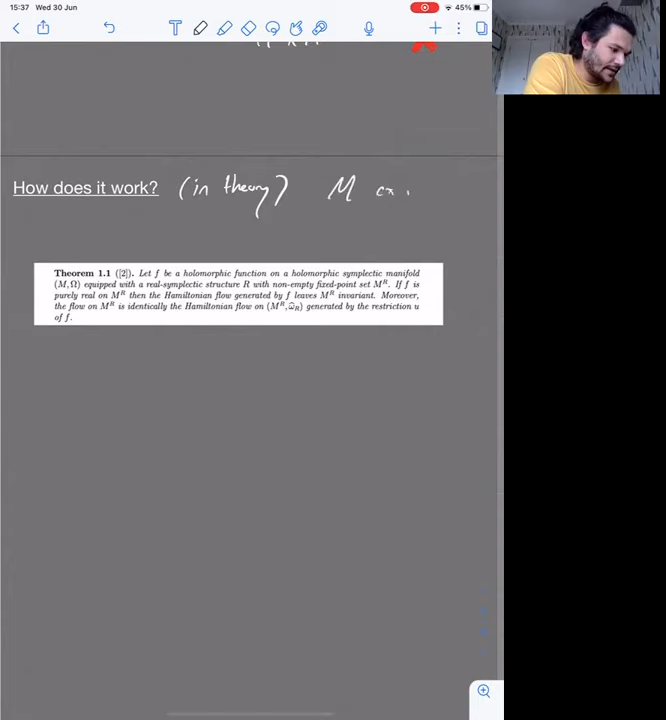 15:37 Wed 30 Jun
45%
How does it work? (in theory) M cx.
Theorem 1.1 ([2]). Let f be a holomorphic function on a holomorphic symplectic manifold
(M, Ω) equipped with a real-symplectic structure R with non-empty fixed-point set M^R. If f is
purely real on M^R then the Hamiltonian flow generated by f leaves M^R invariant. Moreover,
the flow on M^R is identically the Hamiltonian flow on (M^R, ω̂_R) generated by the restriction u
of f.